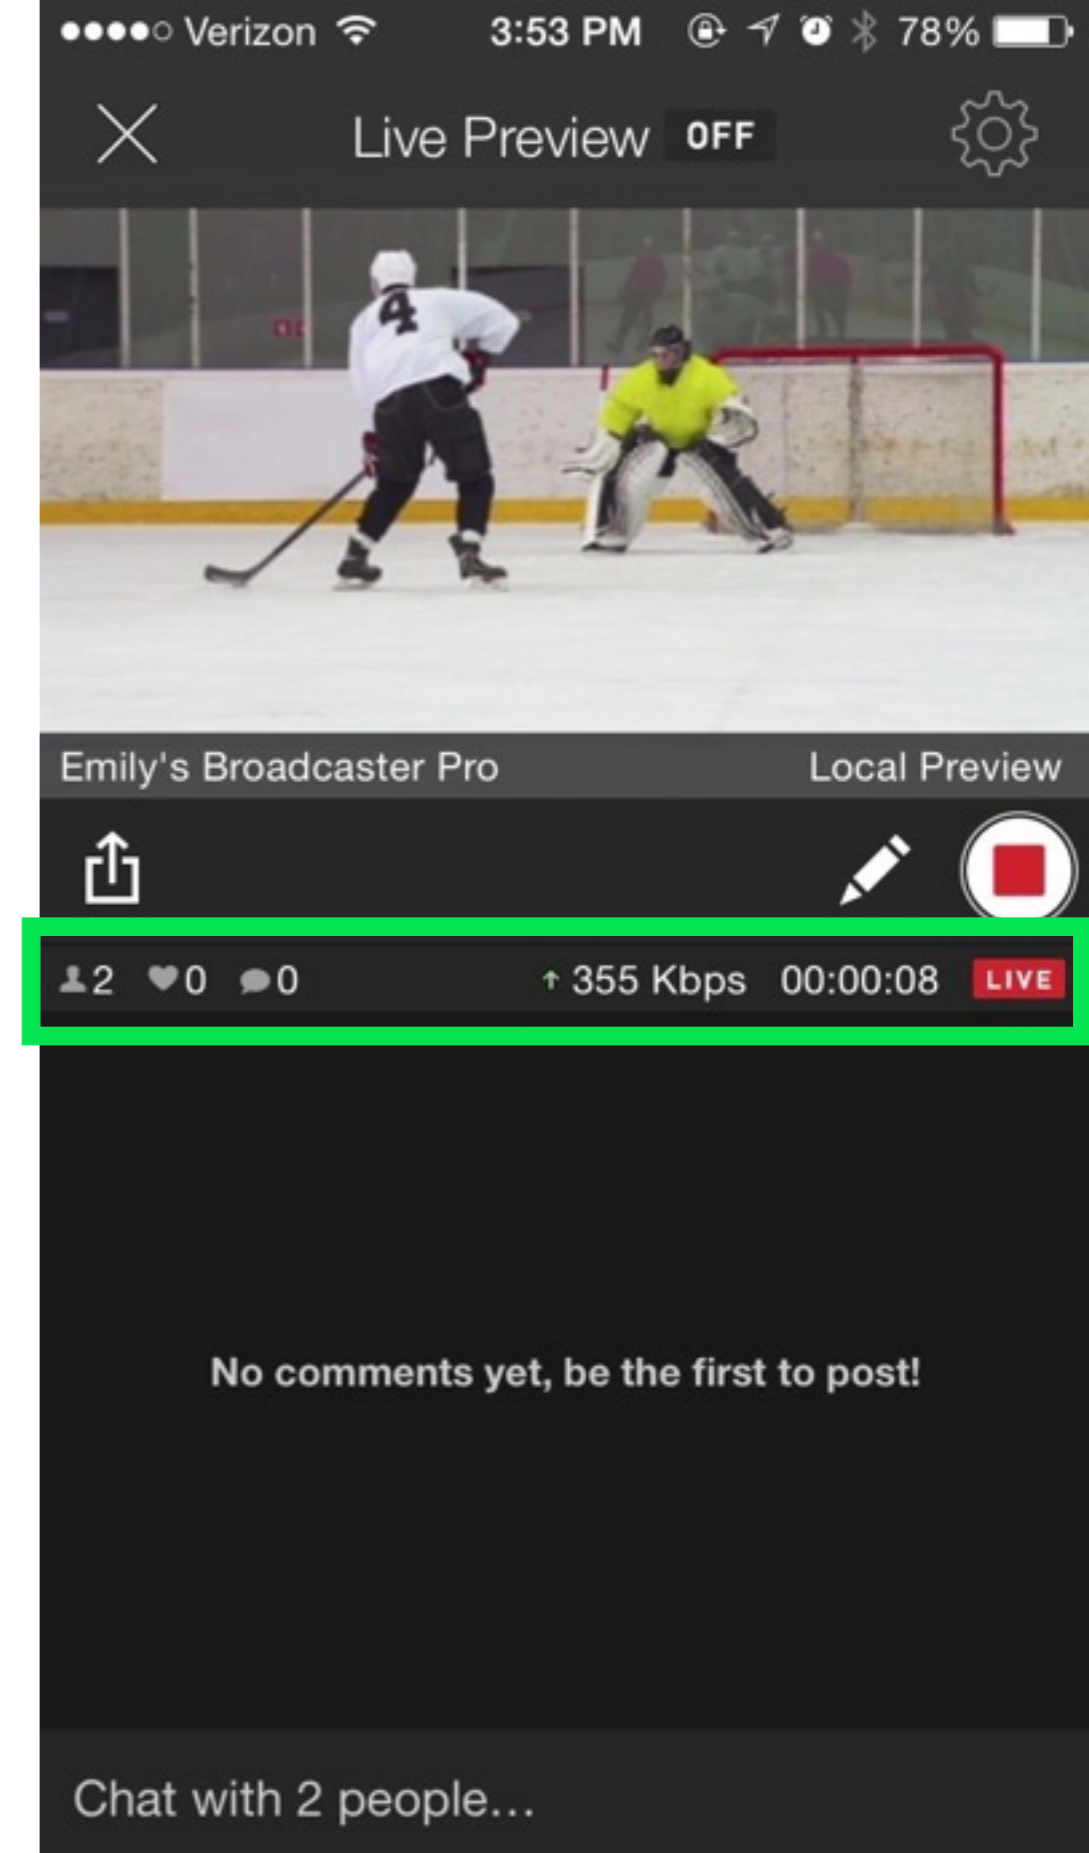 Verizon 3:53 PM 78%
Live Preview OFF
4
Emily's Broadcaster Pro Local Preview
2 0 0 ↑ 355 Kbps 00:00:08 LIVE
No comments yet, be the first to post!
Chat with 2 people...